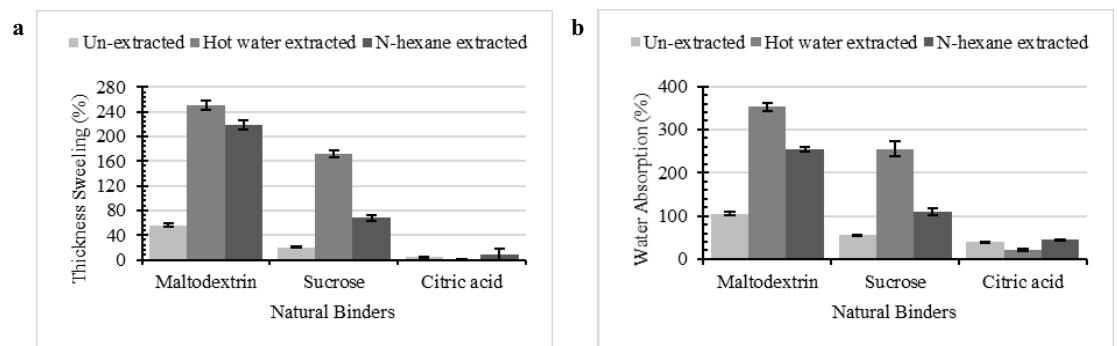 a
Un-extracted Hot water extracted N-hexane extracted
Thickness Sweeling (%)
280
240
200
160
120
80
40
0
Maltodextrin Sucrose Citric acid
Natural Binders
b
Un-extracted Hot water extracted N-hexane extracted
Water Absorption (%)
400
300
200
100
0
Maltodextrin Sucrose Citric acid
Natural Binders